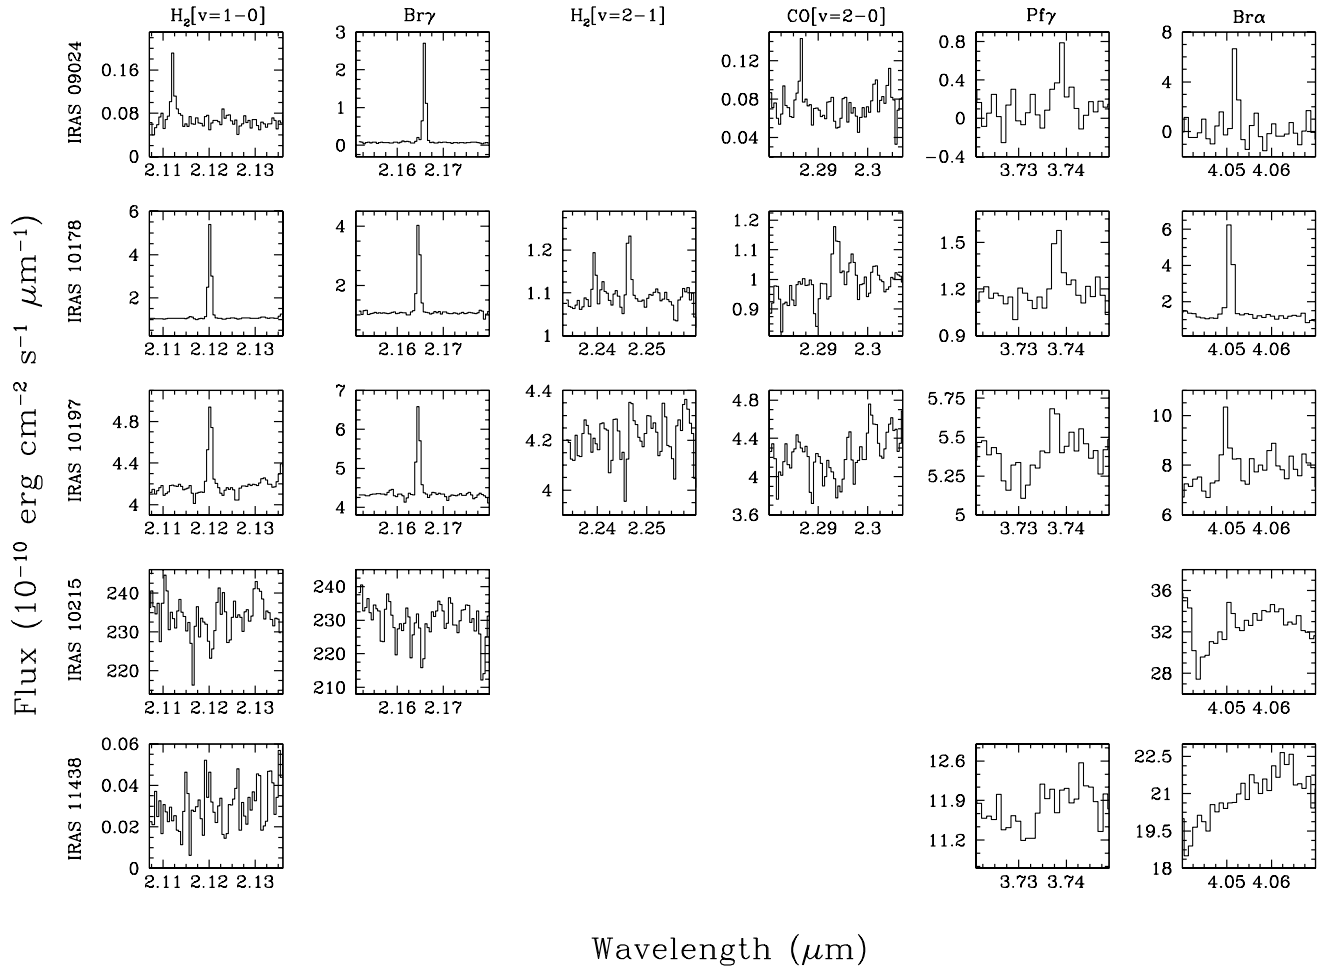 H₂[v=1−0] Brγ H₂[v=2−1] CO[v=2−0] Pfγ Brα
IRAS 09024
0.16 0.08 0
2.11 2.12 2.13
3 2 1 0
2.16 2.17
0.12 0.08 0.04
2.29 2.3
0.8 0.4 0 −0.4
3.73 3.74
8 4 0
4.05 4.06
IRAS 10178
6 4 2
2.11 2.12 2.13
4 2
2.16 2.17
1.2 1.1 1
2.24 2.25
1.2 1.1 1 0.9
2.29 2.3
1.5 1.2 0.9
3.73 3.74
6 4 2
4.05 4.06
IRAS 10197
4.8 4.4 4
2.11 2.12 2.13
7 6 5 4
2.16 2.17
4.4 4.2 4
2.24 2.25
4.8 4.4 4 3.6
2.29 2.3
5.75 5.5 5.25 5
3.73 3.74
10 8 6
4.05 4.06
IRAS 10215
240 230 220
2.11 2.12 2.13
240 230 220 210
2.16 2.17
36 32 28
4.05 4.06
IRAS 11438
0.06 0.04 0.02 0
2.11 2.12 2.13
12.6 11.9 11.2
3.73 3.74
22.5 21 19.5 18
4.05 4.06
Flux (10⁻¹⁰ erg cm⁻² s⁻¹ μm⁻¹)
Wavelength (μm)